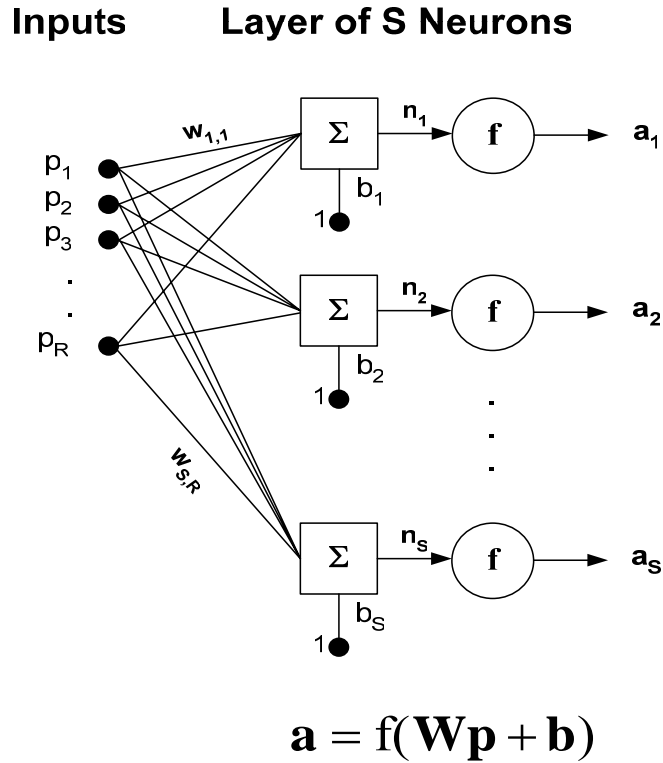 Inputs Layer of S Neurons
w1,1
Σ n1 f a1
p1
p2 b1
p3 1
.
. Σ n2 f a2
pR
b2
1
.
.
.
wS,R
Σ nS f aS
bS
1
a = f(Wp + b)